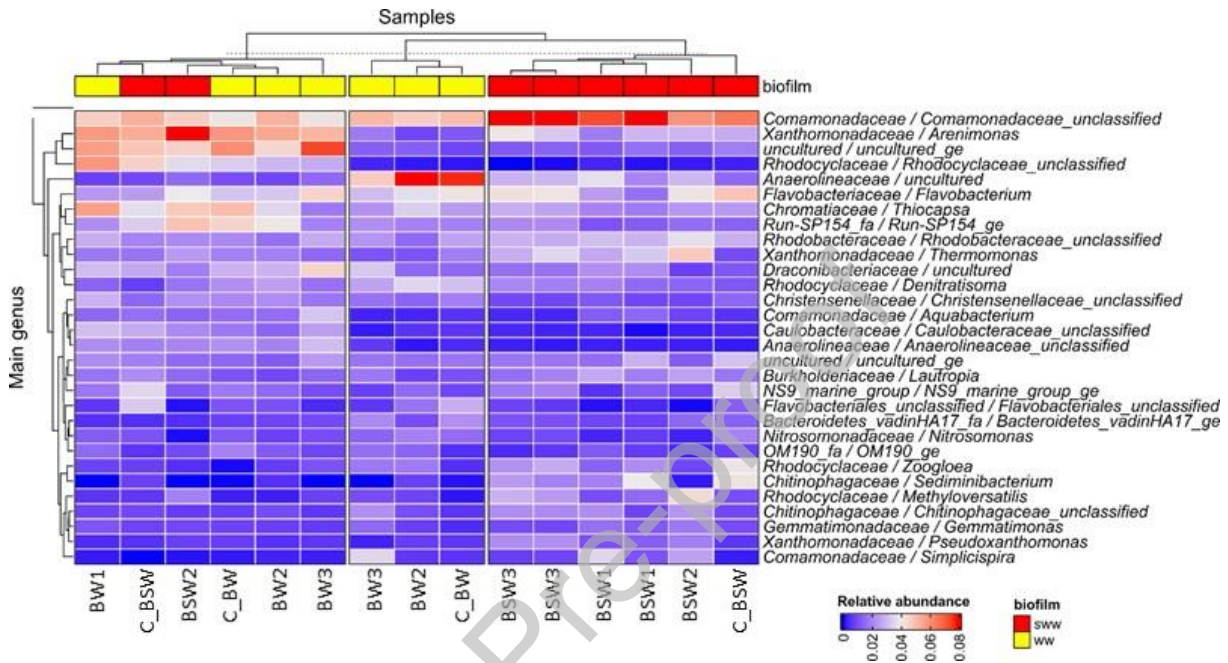 Samples
biofilm
Main genus
Comamonadaceae / Comamonadaceae_unclassified
Xanthomonadaceae / Arenimonas
uncultured / uncultured_ge
Rhodocyclaceae / Rhodocyclaceae_unclassified
Anaerolineaceae / uncultured
Flavobacteriaceae / Flavobacterium
Chromatiaceae / Thiocapsa
Run-SP154_fa / Run-SP154_ge
Rhodobacteraceae / Rhodobacteraceae_unclassified
Xanthomonadaceae / Thermomonas
Draconibacteriaceae / uncultured
Rhodocyclaceae / Denitratisoma
Christensenellaceae / Christensenellaceae_unclassified
Comamonadaceae / Aquabacterium
Caulobacteraceae / Caulobacteraceae_unclassified
Anaerolineaceae / Anaerolineaceae_unclassified
uncultured / uncultured_ge
Burkholderiaceae / Lautropia
NS9_marine_group / NS9_marine_group_ge
Flavobacteriales_unclassified / Flavobacteriales_unclassified
Bacteroidetes_vadinHA17_fa / Bacteroidetes_vadinHA17_ge
Nitrosomonadaceae / Nitrosomonas
OM190_fa / OM190_ge
Rhodocyclaceae / Zoogloea
Chitinophagaceae / Sediminibacterium
Rhodocyclaceae / Methyloversatilis
Chitinophagaceae / Chitinophagaceae_unclassified
Gemmatimonadaceae / Gemmatimonas
Xanthomonadaceae / Pseudoxanthomonas
Comamonadaceae / Simplicispira
BW1 C_BSW BSW2 C_BW BW2 BW3 BW3 BW2 C_BW BSW3 BSW3 BSW1 BSW1 BSW2 C_BSW
Relative abundance
0 0.02 0.04 0.06 0.08
biofilm
sww
ww
Pre-proof